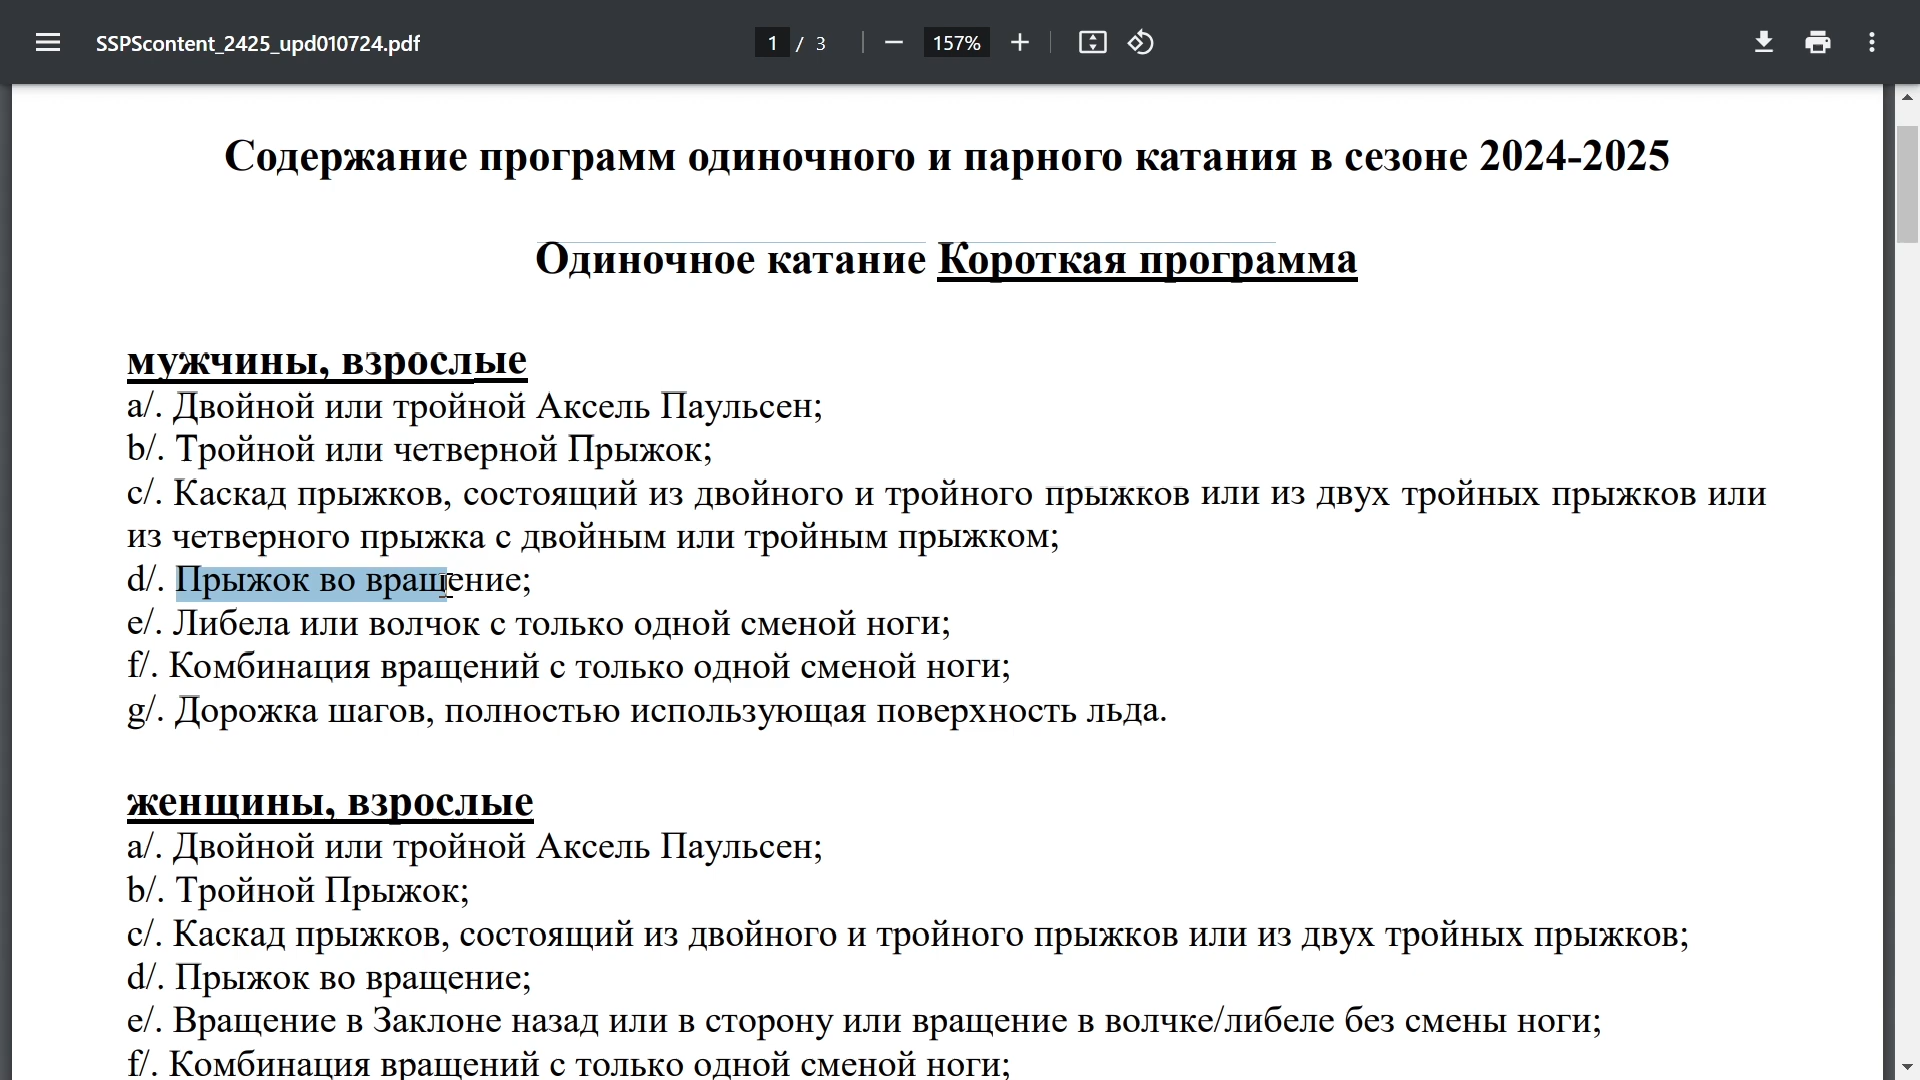 SSPScontent_2425_upd010724.pdf
1 / 3
157%
Содержание программ одиночного и парного катания в сезоне 2024-2025
Одиночное катание Короткая программа
мужчины, взрослые
a/. Двойной или тройной Аксель Паульсен;
b/. Тройной или четверной Прыжок;
c/. Каскад прыжков, состоящий из двойного и тройного прыжков или из двух тройных прыжков или
из четверного прыжка с двойным или тройным прыжком;
d/. Прыжок во вращение;
e/. Либела или волчок с только одной сменой ноги;
f/. Комбинация вращений с только одной сменой ноги;
g/. Дорожка шагов, полностью использующая поверхность льда.
женщины, взрослые
a/. Двойной или тройной Аксель Паульсен;
b/. Тройной Прыжок;
c/. Каскад прыжков, состоящий из двойного и тройного прыжков или из двух тройных прыжков;
d/. Прыжок во вращение;
e/. Вращение в Заклоне назад или в сторону или вращение в волчке/либеле без смены ноги;
f/. Комбинация вращений с только одной сменой ноги;